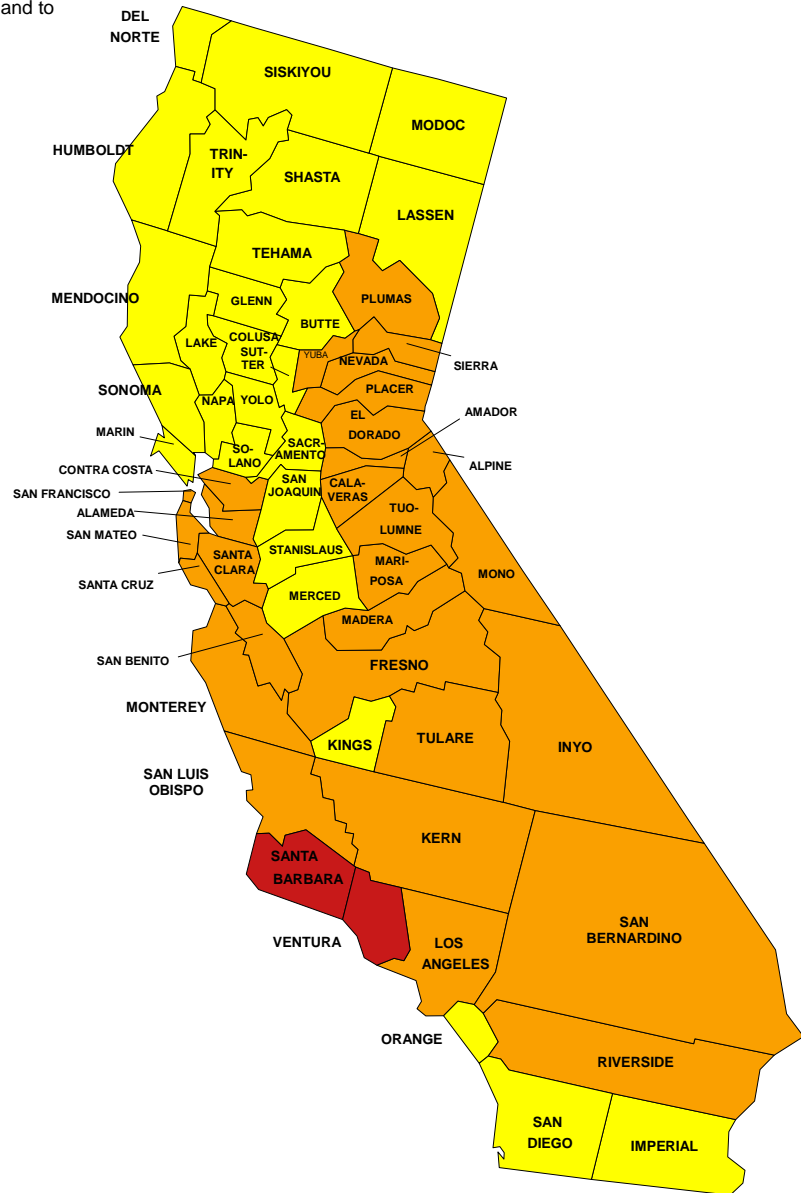 and to
DEL
NORTE
SISKIYOU
MODOC
HUMBOLDT
TRIN-
ITY
SHASTA
LASSEN
TEHAMA
MENDOCINO
GLENN
PLUMAS
BUTTE
LAKE
COLUSA
SUT-
TER
YUBA
NEVADA
SIERRA
SONOMA
NAPA
YOLO
PLACER
AMADOR
MARIN
EL
DORADO
SO-
LANO
SACR-
AMENTO
ALPINE
CONTRA COSTA
SAN
JOAQUIN
CALA-
VERAS
SAN FRANCISCO
ALAMEDA
TUO-
LUMNE
SAN MATEO
SANTA
CLARA
STANISLAUS
MARI-
POSA
MONO
SANTA CRUZ
MERCED
MADERA
SAN BENITO
FRESNO
MONTEREY
KINGS
TULARE
INYO
SAN LUIS
OBISPO
KERN
SANTA
BARBARA
SAN
BERNARDINO
VENTURA
LOS
ANGELES
ORANGE
RIVERSIDE
SAN
DIEGO
IMPERIAL